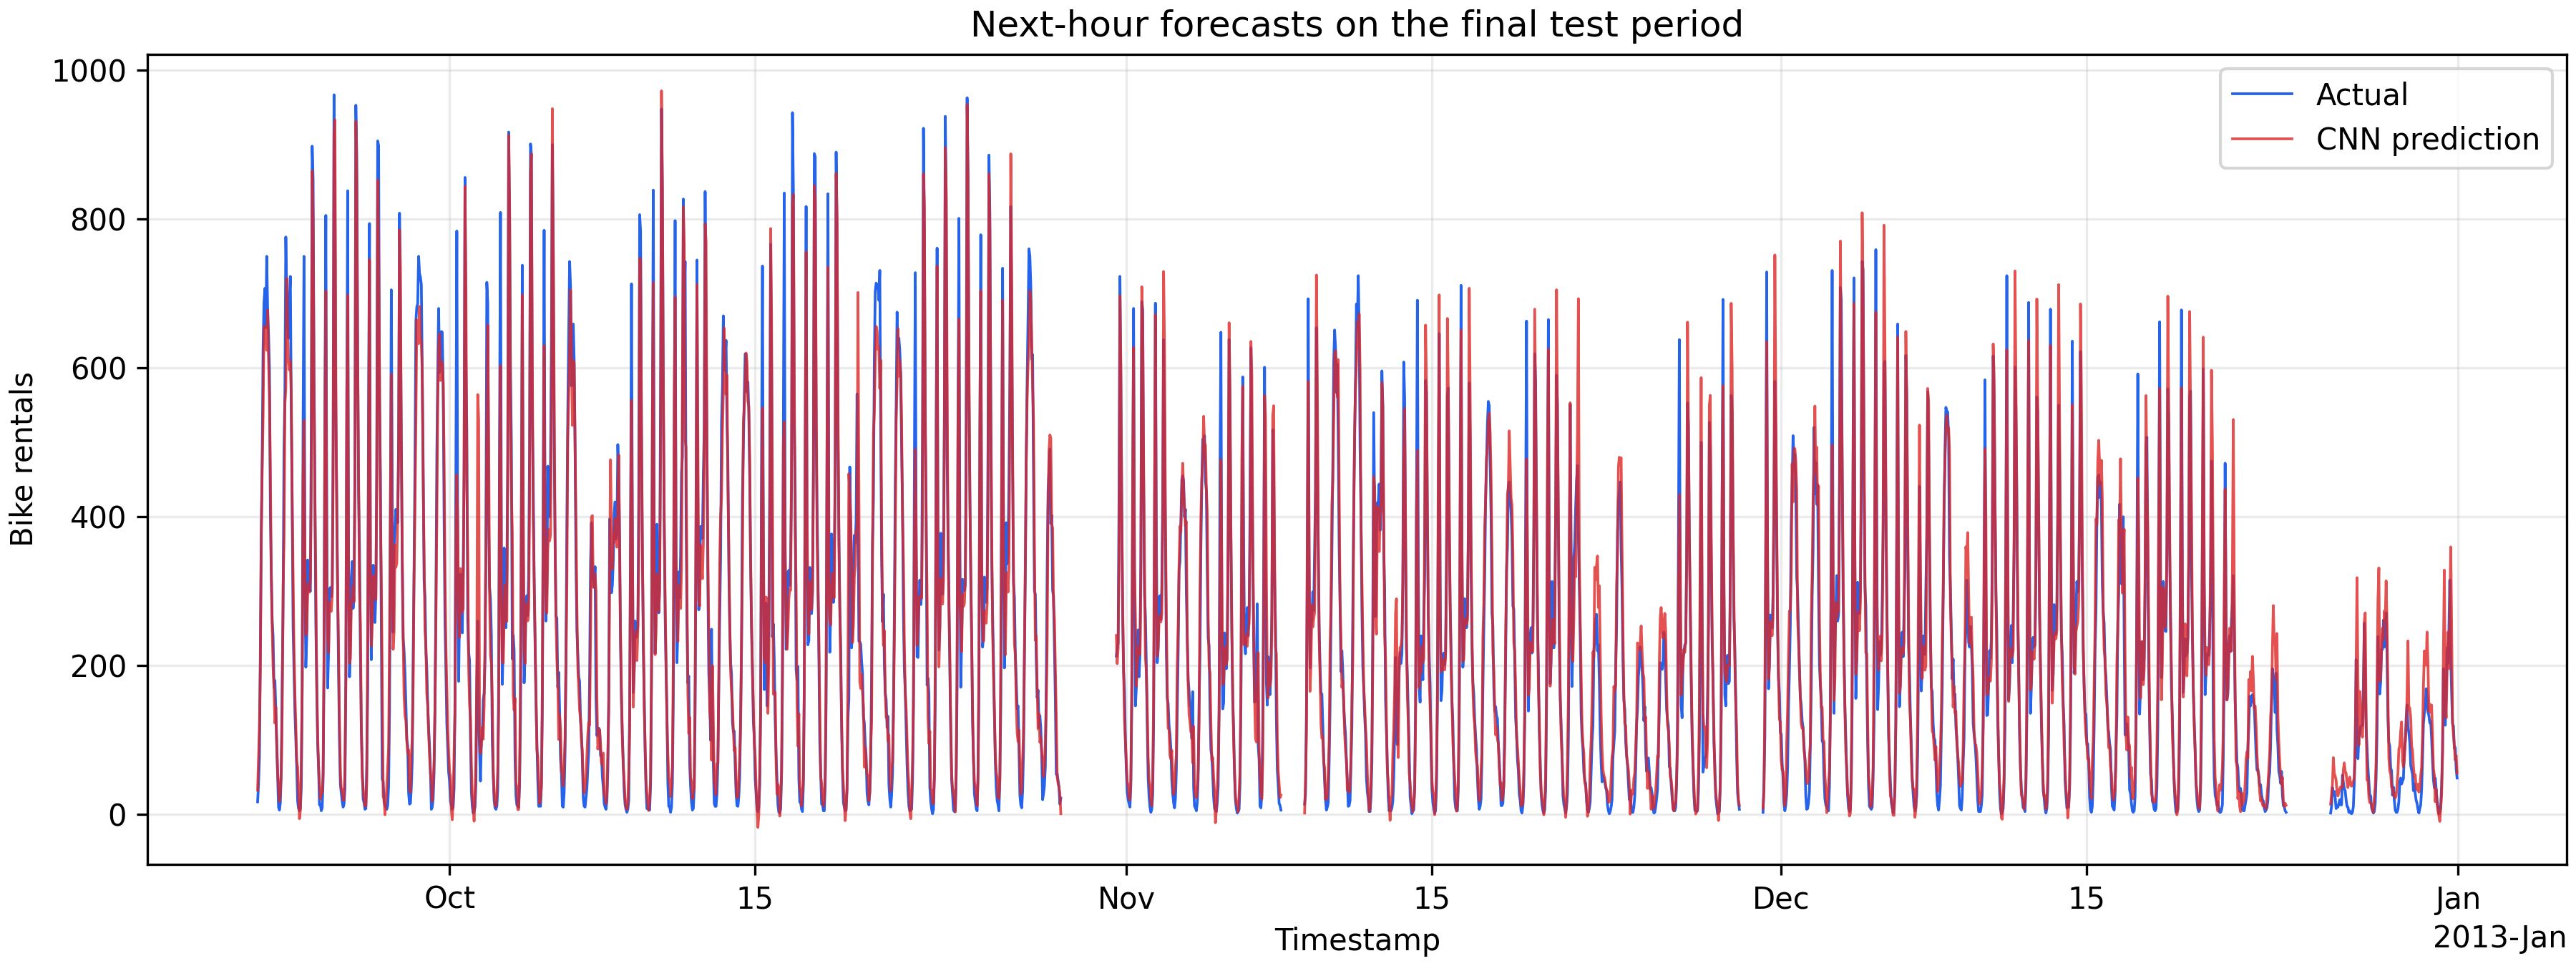 Next-hour forecasts on the final test period
1000
800
600
400
200
0
Bike rentals
Actual
CNN prediction
Oct
15
Nov
15
Dec
15
Jan
2013-Jan
Timestamp